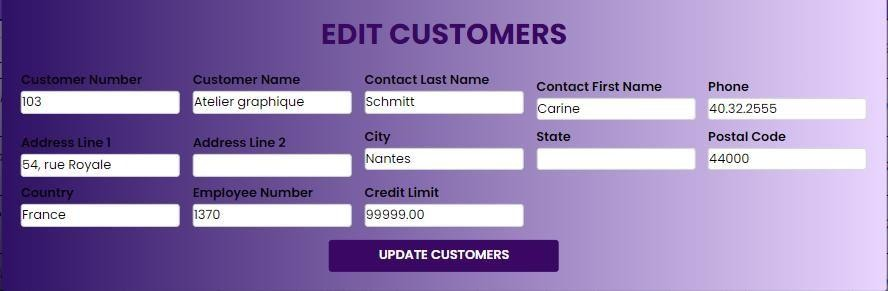 EDIT CUSTOMERS
Customer Number
103
Customer Name
Atelier graphique
Contact Last Name
Schmitt
Contact First Name
Carine
Phone
40.32.2555
Address Line 1
54, rue Royale
Address Line 2
City
Nantes
State
Postal Code
44000
Country
France
Employee Number
1370
Credit Limit
99999.00
UPDATE CUSTOMERS